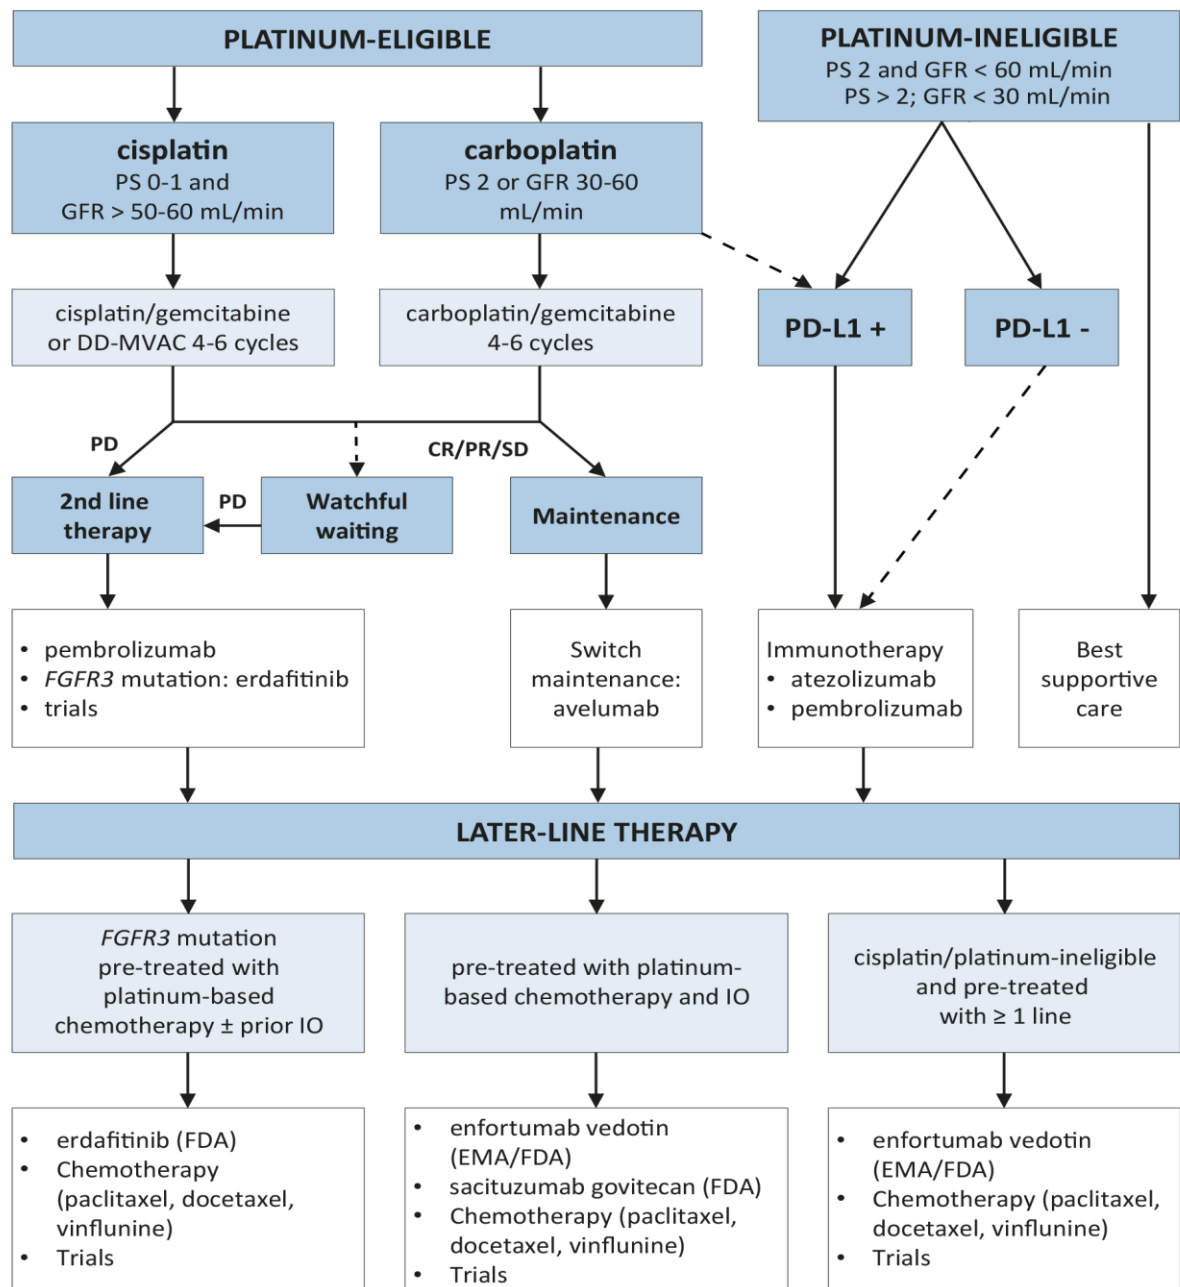 PLATINUM-ELIGIBLE
PLATINUM-INELIGIBLE
PS 2 and GFR < 60 mL/min
PS > 2; GFR < 30 mL/min
cisplatin
PS 0-1 and
GFR > 50-60 mL/min
carboplatin
PS 2 or GFR 30-60
mL/min
cisplatin/gemcitabine
or DD-MVAC 4-6 cycles
carboplatin/gemcitabine
4-6 cycles
PD-L1 +
PD-L1 -
PD
CR/PR/SD
2nd line
therapy
PD
Watchful
waiting
Maintenance
• pembrolizumab
• FGFR3 mutation: erdafitinib
• trials
Switch
maintenance:
avelumab
Immunotherapy
• atezolizumab
• pembrolizumab
Best
supportive
care
LATER-LINE THERAPY
FGFR3 mutation
pre-treated with
platinum-based
chemotherapy ± prior IO
pre-treated with platinum-
based chemotherapy and IO
cisplatin/platinum-ineligible
and pre-treated
with ≥ 1 line
• erdafitinib (FDA)
• Chemotherapy
(paclitaxel, docetaxel,
vinflunine)
• Trials
• enfortumab vedotin
(EMA/FDA)
• sacituzumab govitecan (FDA)
• Chemotherapy (paclitaxel,
docetaxel, vinflunine)
• Trials
• enfortumab vedotin
(EMA/FDA)
• Chemotherapy (paclitaxel,
docetaxel, vinflunine)
• Trials